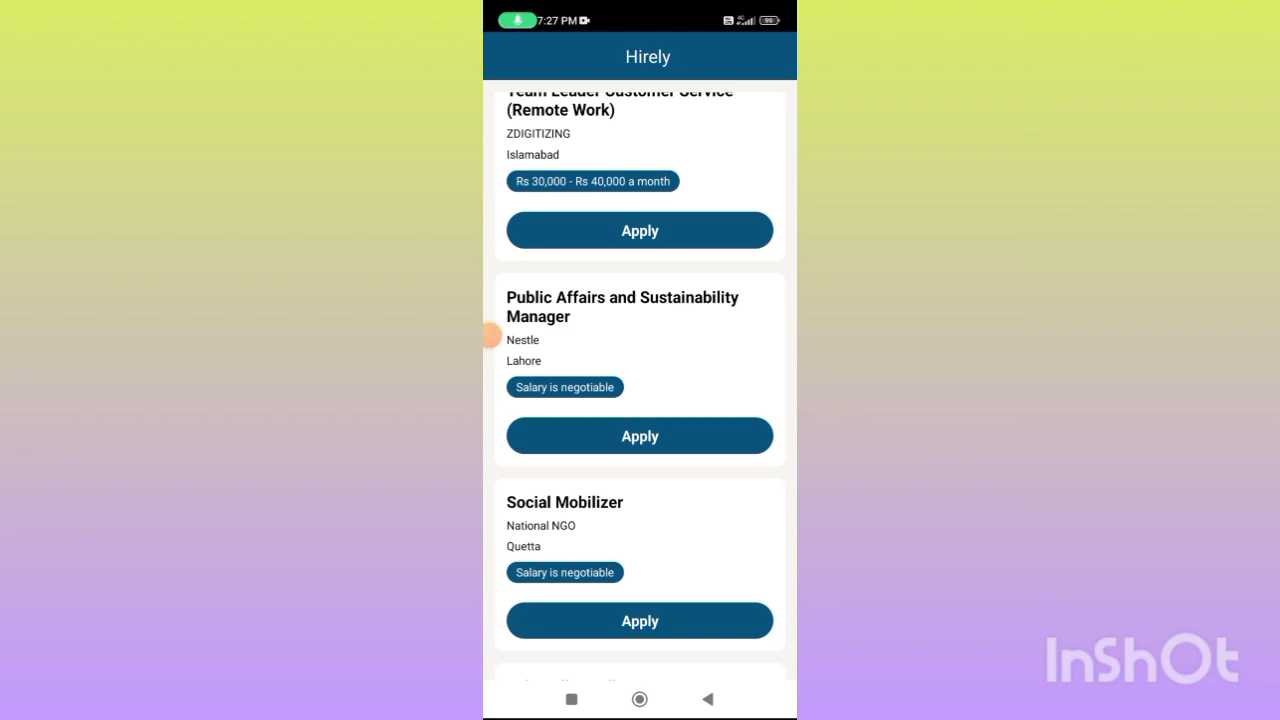 7:27 PM
4G
99
Hirely
Team Leader Customer Service
(Remote Work)
ZDIGITIZING
Islamabad
Rs 30,000 - Rs 40,000 a month
Apply
Public Affairs and Sustainability
Manager
Nestle
Lahore
Salary is negotiable
Apply
Social Mobilizer
National NGO
Quetta
Salary is negotiable
Apply
InShOt